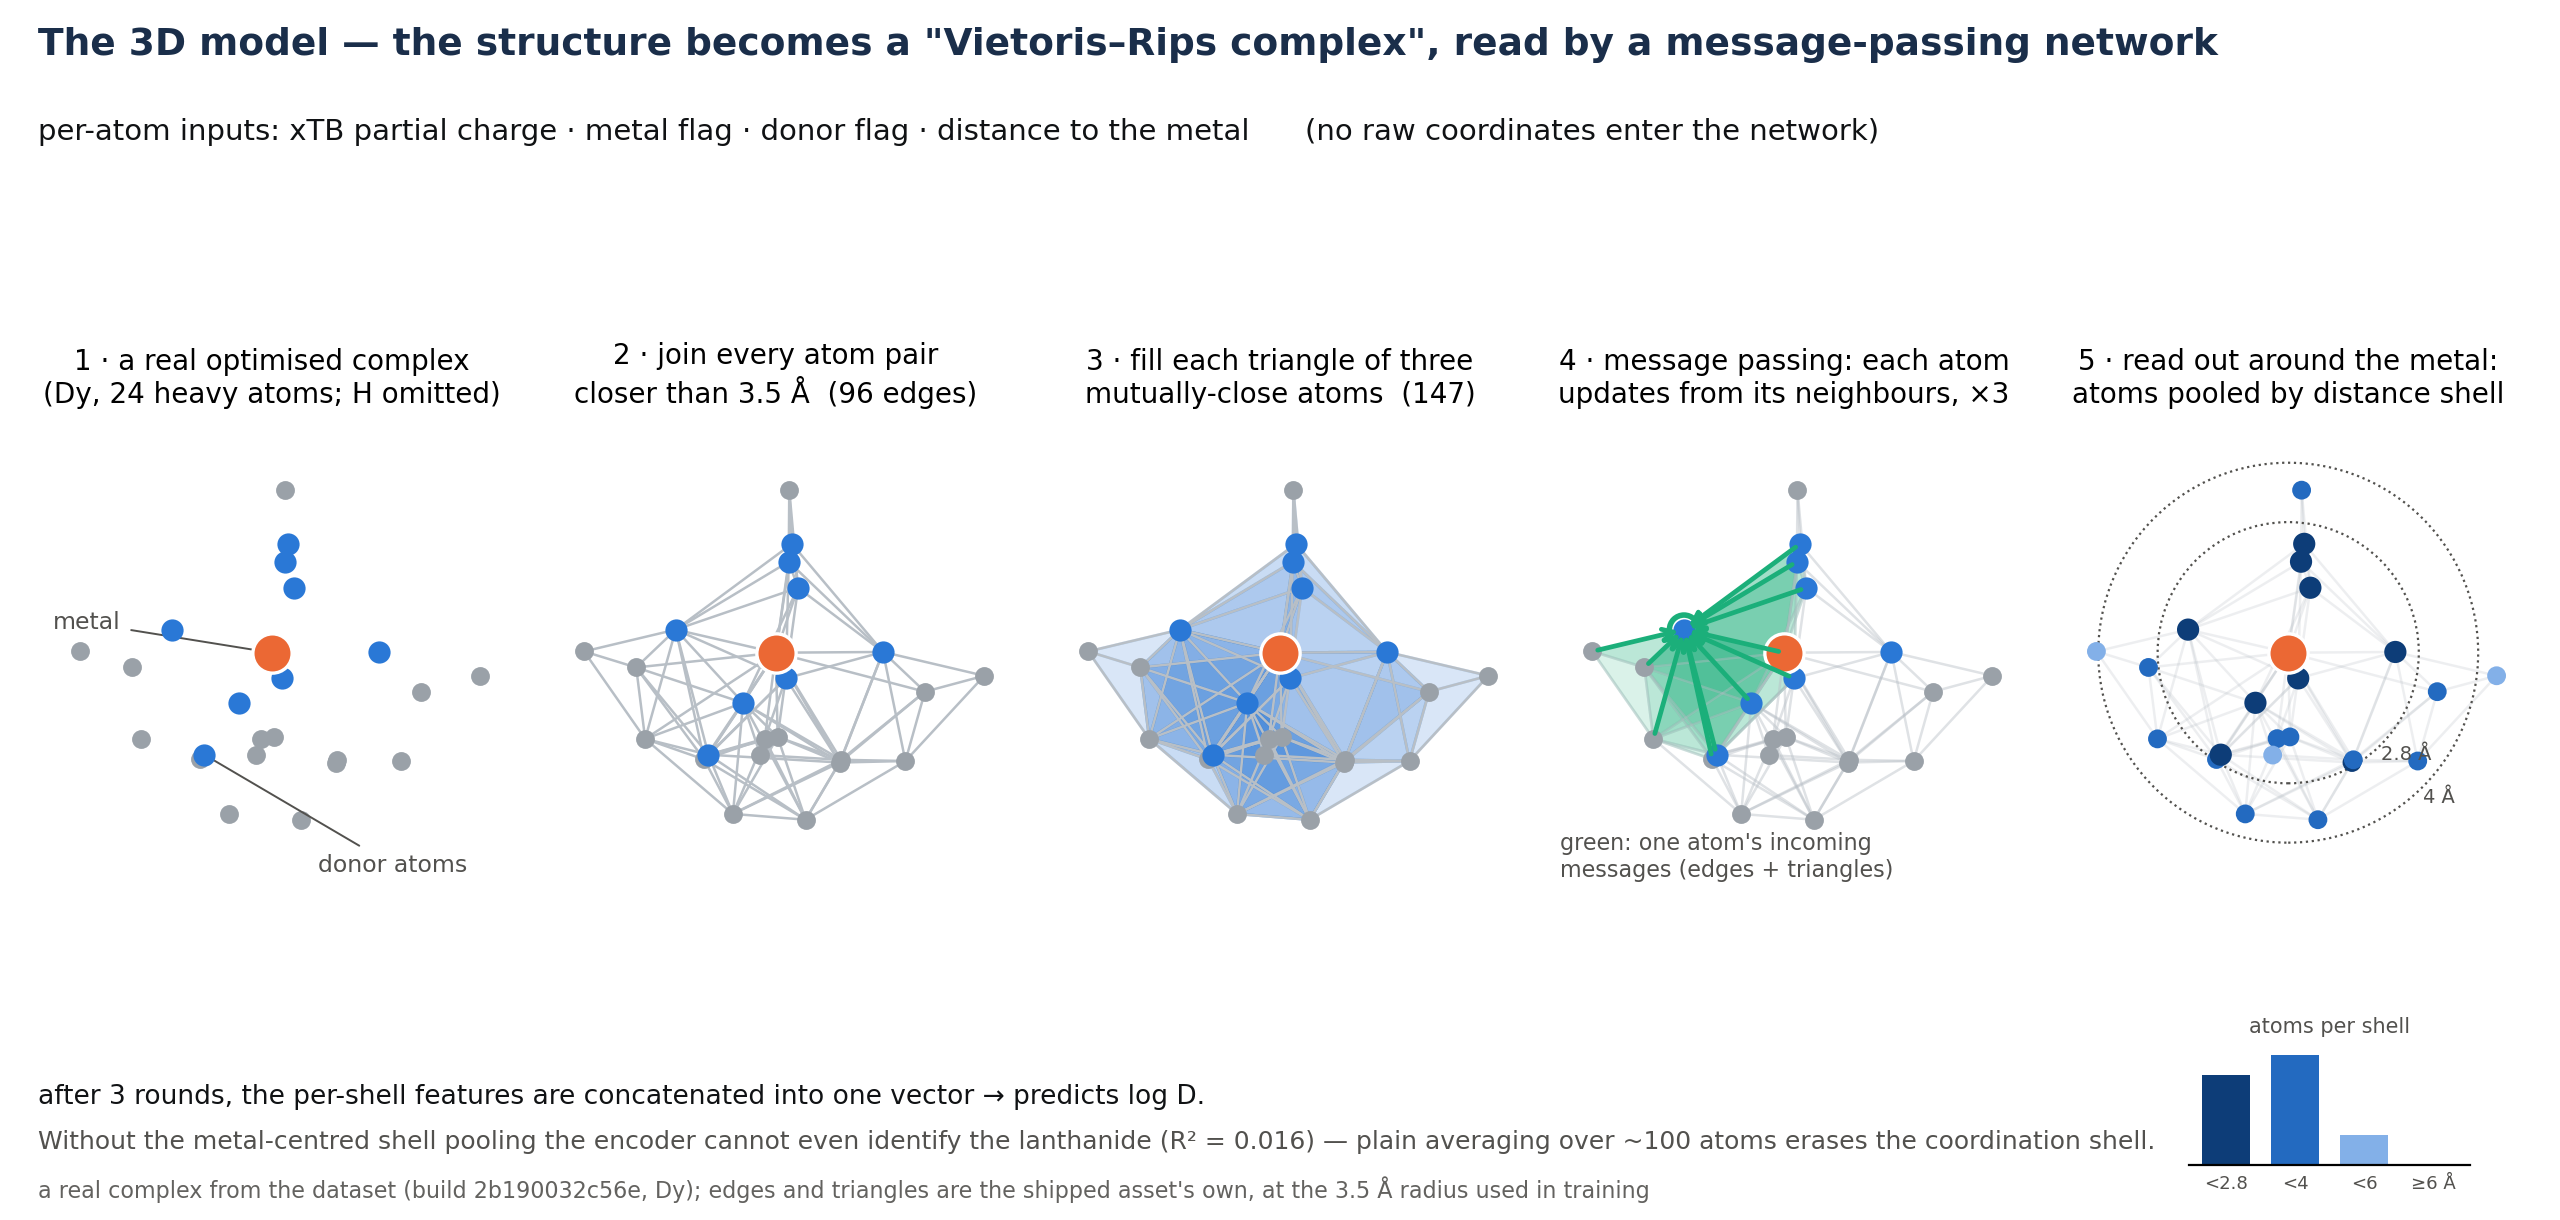 The 3D model — the structure becomes a "Vietoris–Rips complex", read by a message-passing network
per-atom inputs: xTB partial charge · metal flag · donor flag · distance to the metal (no raw coordinates enter the network)
1 · a real optimised complex
(Dy, 24 heavy atoms; H omitted)
2 · join every atom pair
closer than 3.5 Å (96 edges)
3 · fill each triangle of three
mutually-close atoms (147)
4 · message passing: each atom
updates from its neighbours, ×3
5 · read out around the metal:
atoms pooled by distance shell
metal
donor atoms
green: one atom's incoming
messages (edges + triangles)
2.8 Å
4 Å
atoms per shell
<2.8 <4 <6 ≥6 Å
after 3 rounds, the per-shell features are concatenated into one vector → predicts log D.
Without the metal-centred shell pooling the encoder cannot even identify the lanthanide (R² = 0.016) — plain averaging over ~100 atoms erases the coordination shell.
a real complex from the dataset (build 2b190032c56e, Dy); edges and triangles are the shipped asset's own, at the 3.5 Å radius used in training